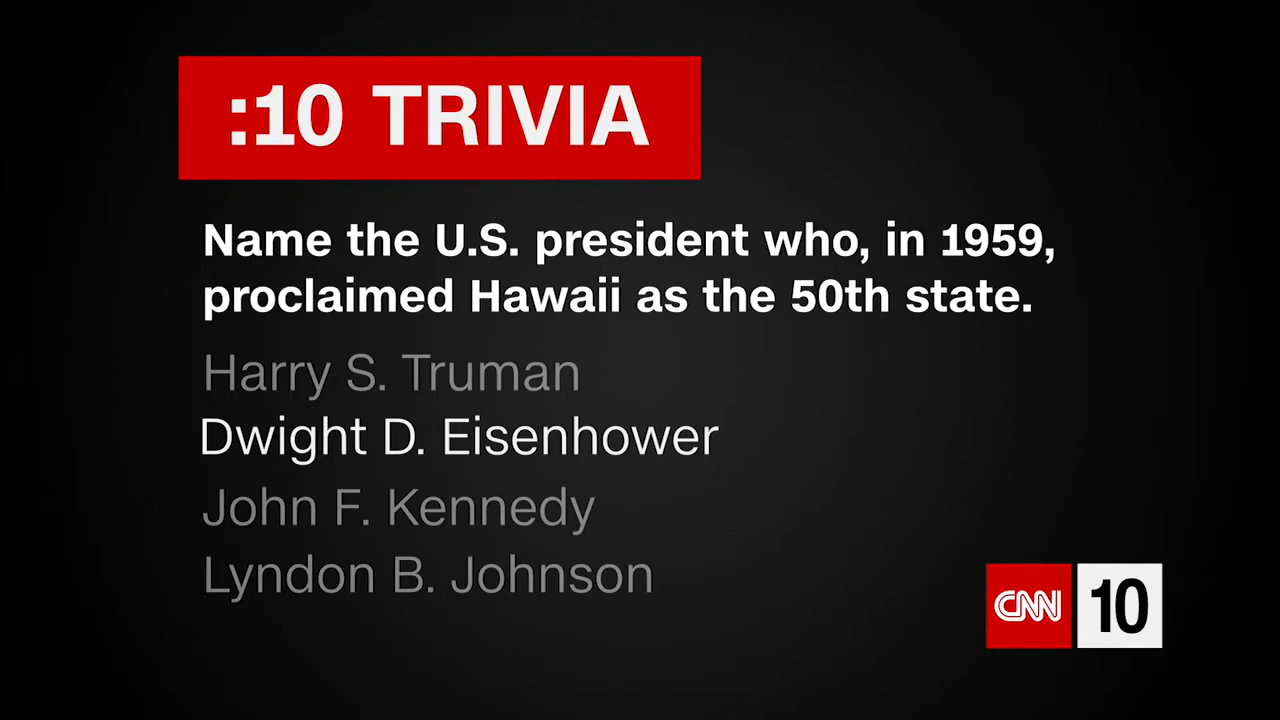 :10 TRIVIA
Name the U.S. president who, in 1959,
proclaimed Hawaii as the 50th state.
Harry S. Truman
Dwight D. Eisenhower
John F. Kennedy
Lyndon B. Johnson
CNN 10